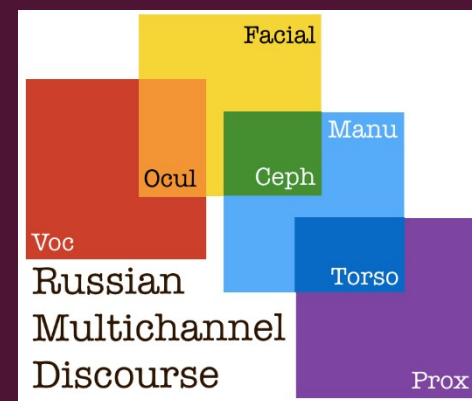 Facial
Manu
Ocul
Ceph
Voc
Russian
Torso
Multichannel
Discourse
Prox